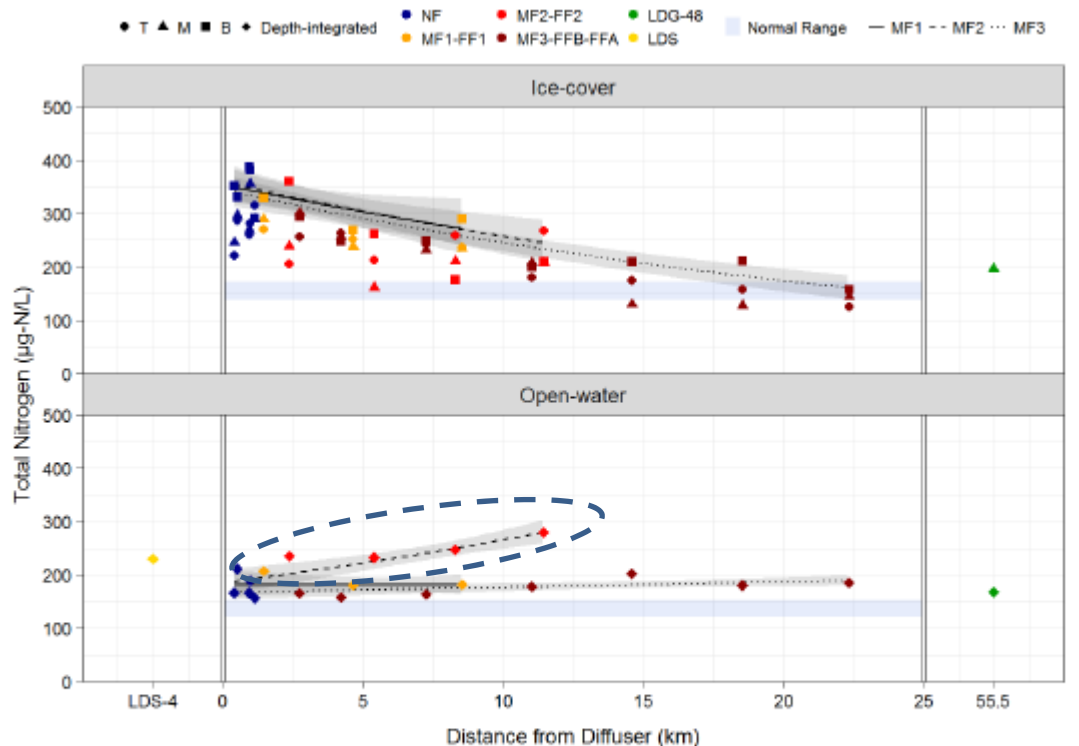 T M B Depth-integrated NF MF2-FF2 LDG-48 Normal Range MF1 MF2 MF3
MF1-FF1 MF3-FFB-FFA LDS
Ice-cover
500
400
300
200
100
0
Open-water
500
400
300
200
100
0
Total Nitrogen (µg-N/L)
LDS-4 0 5 10 15 20 25 55.5
Distance from Diffuser (km)